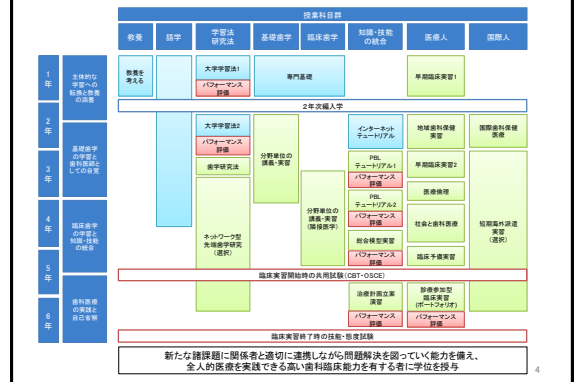 授業科目群
教養
語学
学習法
研究法
基礎歯学
臨床歯学
知識・技能
の統合
医療人
国際人
1
年
2
年
3
年
4
年
5
年
6
年
主体的な
学習への
転換と教養
の涵養
基礎歯学
の学習と
歯科医師と
しての自覚
臨床歯学
の学習と
知識・技能
の統合
歯科医療
の実践と
自己省察
教養を
考える
大学学習法1
パフォーマンス
評価
専門基礎
早期臨床実習1
2年次編入学
大学学習法2
パフォーマンス
評価
歯学研究法
ネットワーク型
先端歯学研究
(選択)
分野単位の
講義・実習
分野単位の
講義・実習
(隣接医学)
インターネット
チュートリアル
PBL
テュートリアル1
パフォーマンス
評価
PBL
テュートリアル2
パフォーマンス
評価
総合模型実習
パフォーマンス
評価
地域歯科保健
実習
早期臨床実習2
医療倫理
社会と歯科医療
臨床予備実習
国際歯科保健
医療
短期海外派遣
実習
(選択)
臨床実習開始時の共用試験(CBT・OSCE)
治療計画立案
演習
パフォーマンス
評価
診療参加型
臨床実習
(ポートフォリオ)
パフォーマンス
評価
臨床実習終了時の技能・態度試験
新たな諸課題に関係者と適切に連携しながら問題解決を図っていく能力を備え、
全人的医療を実践できる高い歯科臨床能力を有する者に学位を授与
4